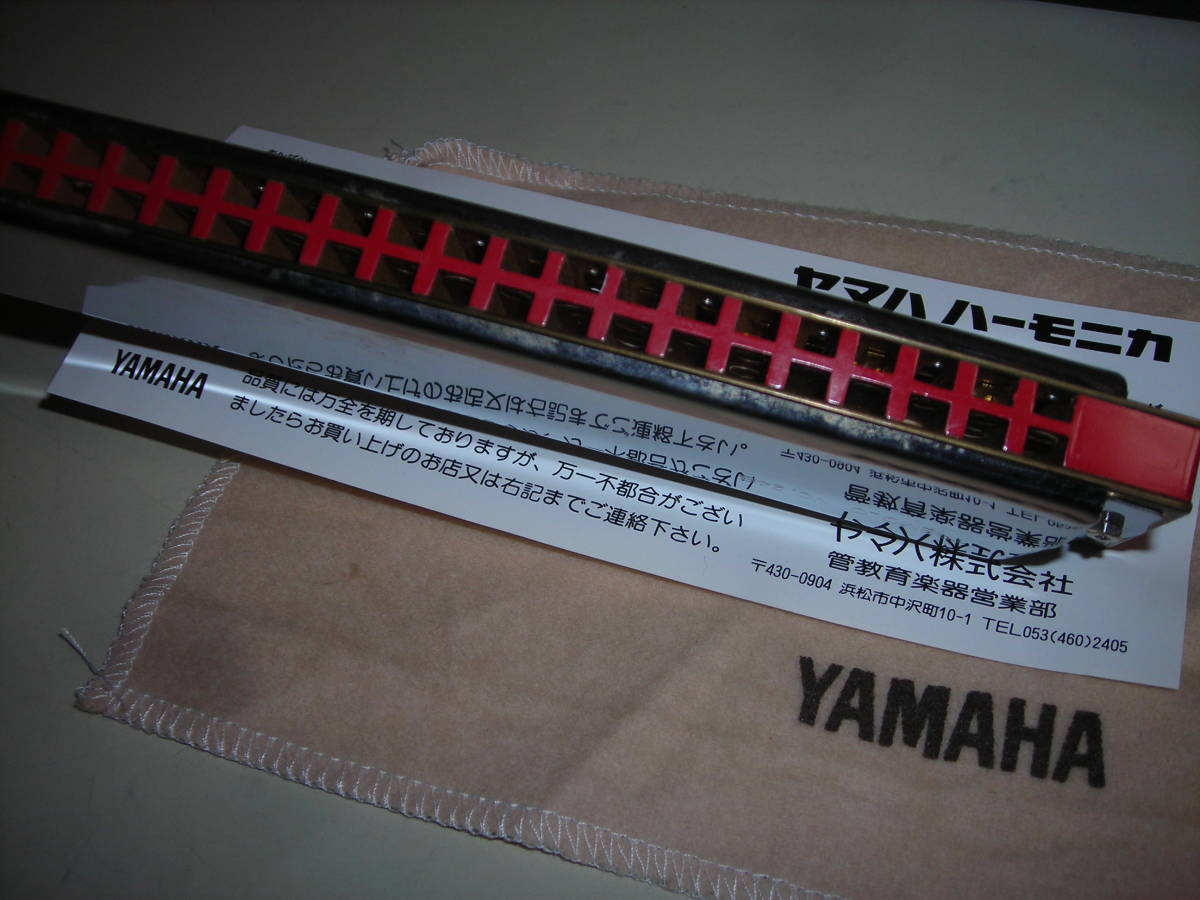 ヤマハ ハーモニカ
YAMAHA
品質には万全を期しておりますが、万一不都合がござい
ましたらお買い上げのお店又は右記までご連絡下さい。
ヤマハ株式会社
管教育楽器営業部
〒430-0904 浜松市中沢町10-1 TEL053(460)2405
YAMAHA